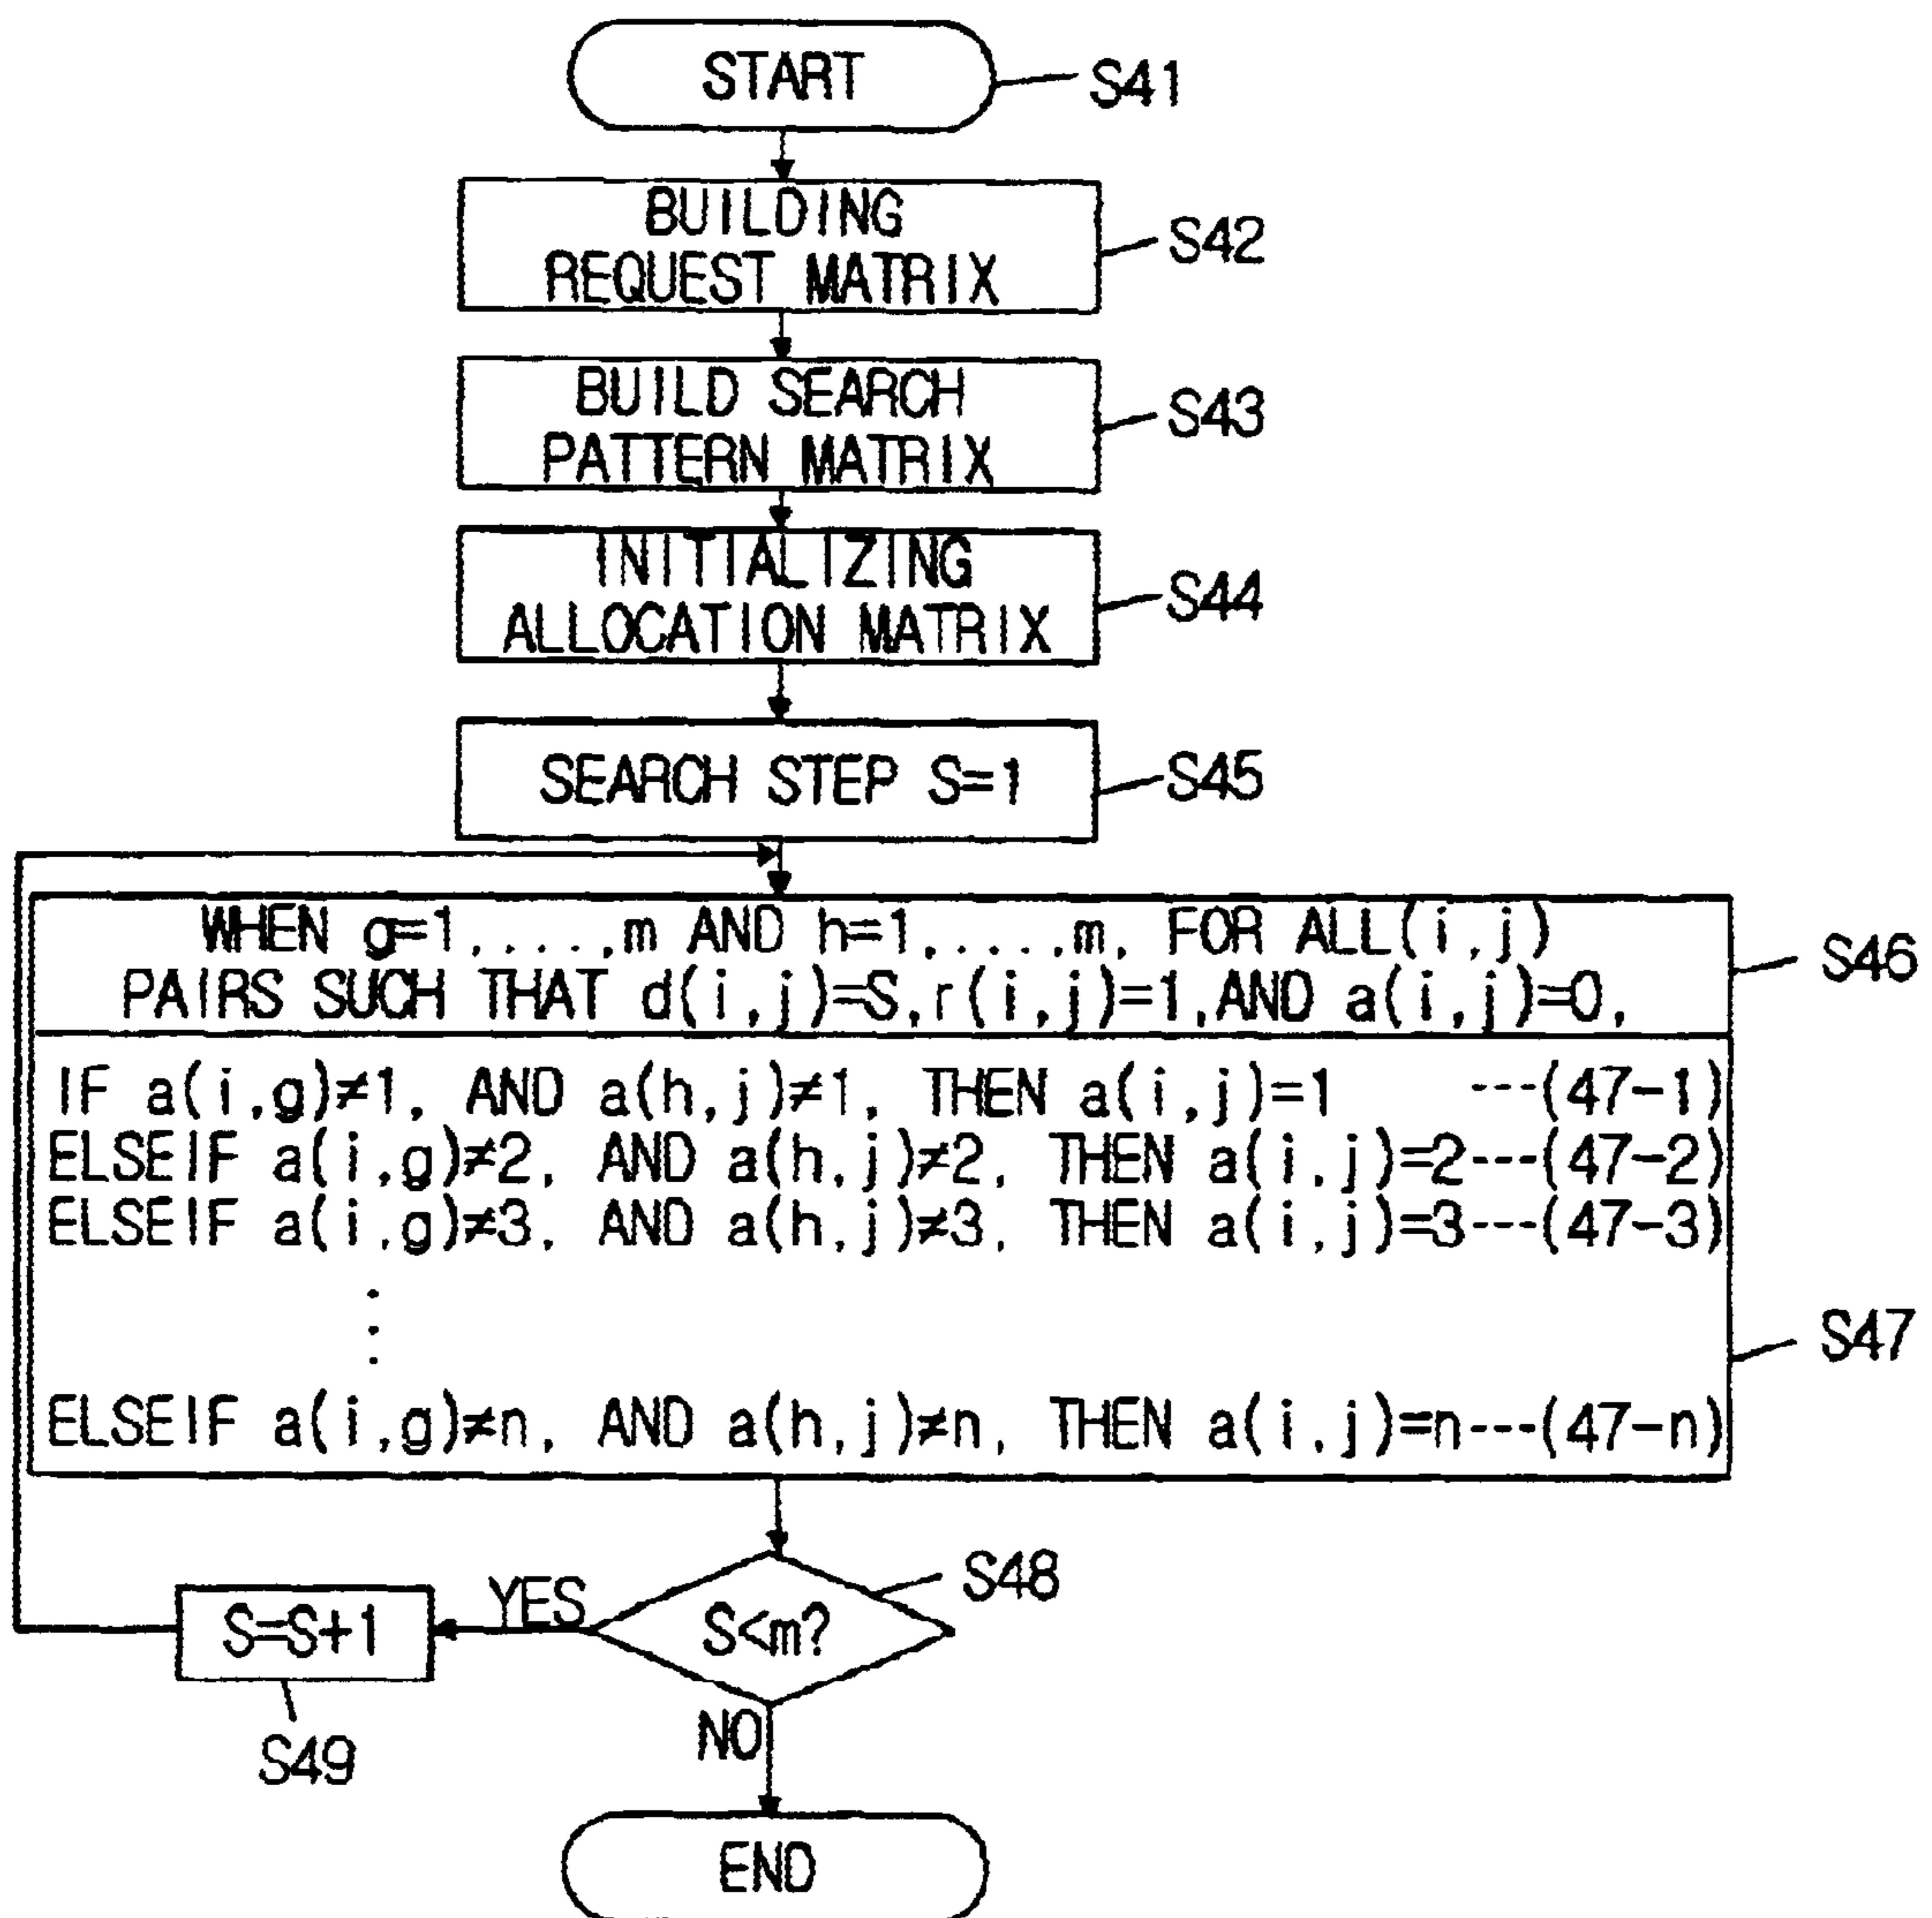 START
S41
BUILDING
REQUEST MATRIX
S42
BUILD SEARCH
PATTERN MATRIX
S43
INITIALIZING
ALLOCATION MATRIX
S44
SEARCH STEP S=1
S45
WHEN g=1,....,m AND h=1,....,m, FOR ALL(i,j)
PAIRS SUCH THAT d(i,j)=S,r(i,j)=1,AND a(i,j)=0,
S46
IF a(i,g)≠1, AND a(h,j)≠1, THEN a(i,j)=1 ---(47-1)
ELSEIF a(i,g)≠2, AND a(h,j)≠2, THEN a(i,j)=2---(47-2)
ELSEIF a(i,g)≠3, AND a(h,j)≠3, THEN a(i,j)=3---(47-3)
⋮
S47
ELSEIF a(i,g)≠n, AND a(h,j)≠n, THEN a(i,j)=n---(47-n)
S48
YES
S<m?
S=S+1
S49
NO
END